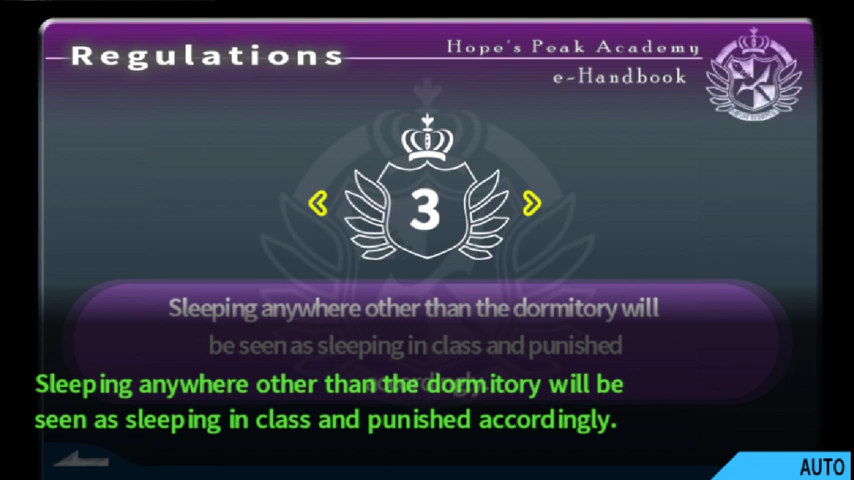 Regulations
Hope's Peak Academy
e-Handbook
3
Sleeping anywhere other than the dormitory will
be seen as sleeping in class and punished
accordingly.
Sleeping anywhere other than the dormitory will be
seen as sleeping in class and punished accordingly.
AUTO